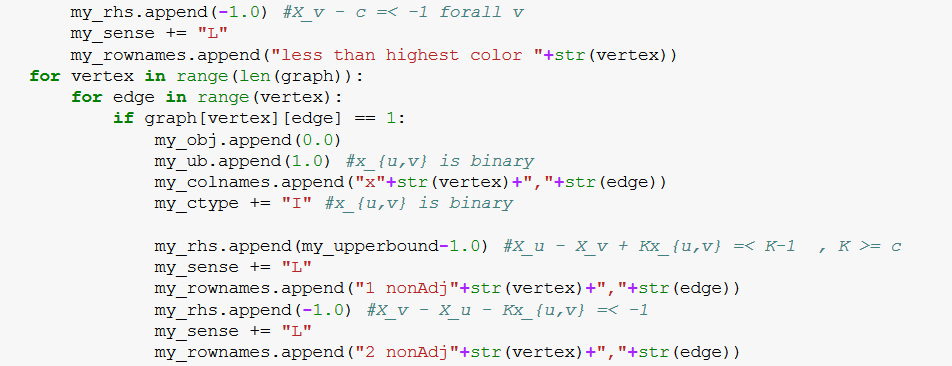 my_rhs.append(-1.0) #X_v - c =< -1 forall v
my_sense += "L"
my_rownames.append("less than highest color "+str(vertex))
for vertex in range(len(graph)):
for edge in range(vertex):
if graph[vertex][edge] == 1:
my_obj.append(0.0)
my_ub.append(1.0) #x_{u,v} is binary
my_colnames.append("x"+str(vertex)+","+str(edge))
my_ctype += "I" #x_{u,v} is binary
my_rhs.append(my_upperbound-1.0) #X_u - X_v + Kx_{u,v} =< K-1 , K >= c
my_sense += "L"
my_rownames.append("1 nonAdj"+str(vertex)+","+str(edge))
my_rhs.append(-1.0) #X_v - X_u - Kx_{u,v} =< -1
my_sense += "L"
my_rownames.append("2 nonAdj"+str(vertex)+","+str(edge))